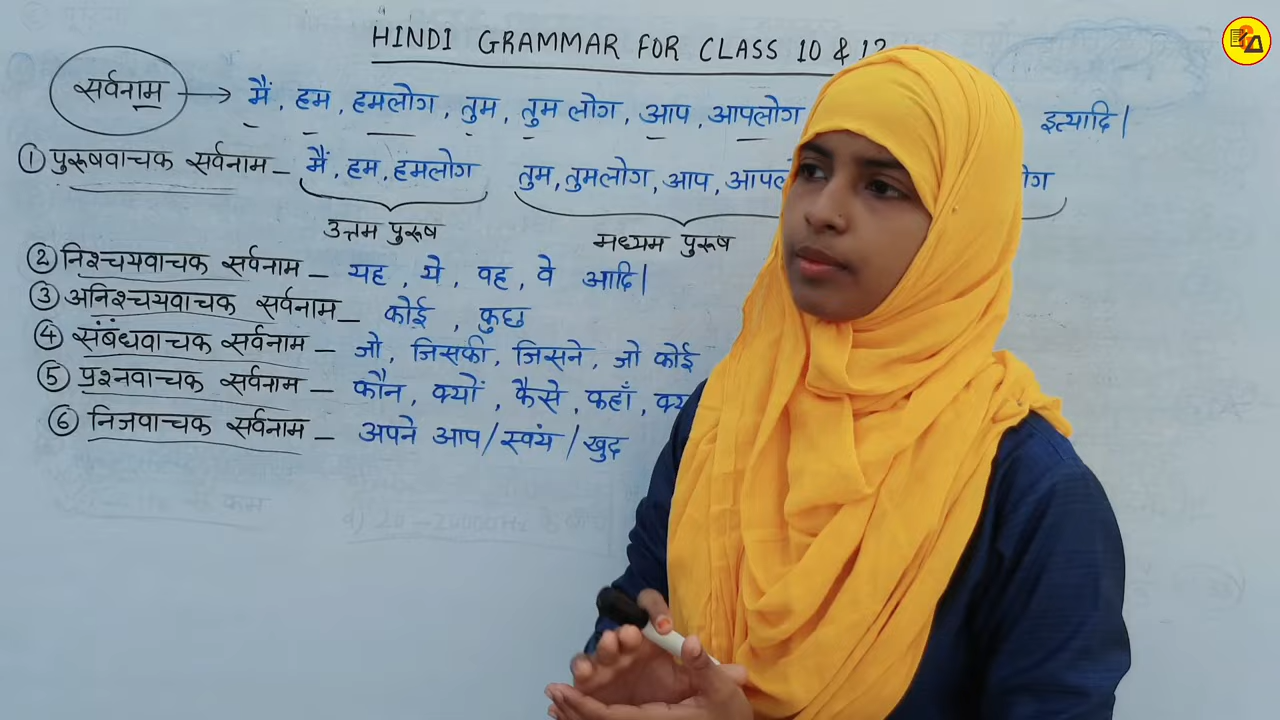 HINDI GRAMMAR FOR CLASS 10 & 12
सर्वनाम → मैं, हम, हमलोग, तुम, तुम लोग, आप, आपलोग इत्यादि।
① पुरूषवाचक सर्वनाम – मैं, हम, हमलोग तुम, तुमलोग, आप,
उत्तम पुरूष मध्यम पुरूष
② निश्चयवाचक सर्वनाम – यह, ये, वह, वे आदि।
③ अनिश्चयवाचक सर्वनाम – कोई, कुछ
④ संबंधवाचक सर्वनाम – जो, जिसकी, जिसने, जो कोई
⑤ प्रश्नवाचक सर्वनाम – कौन, क्यों, कैसे, कहाँ,
⑥ निजवाचक सर्वनाम – अपने आप/स्वयं/खुद